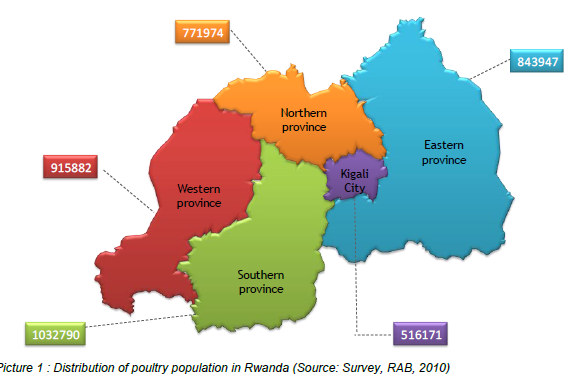 771974
843947
Northern
province
Eastern
province
915882
Western
province
Kigali
City
Southern
province
1032790
516171
Picture 1 : Distribution of poultry population in Rwanda (Source: Survey, RAB, 2010)